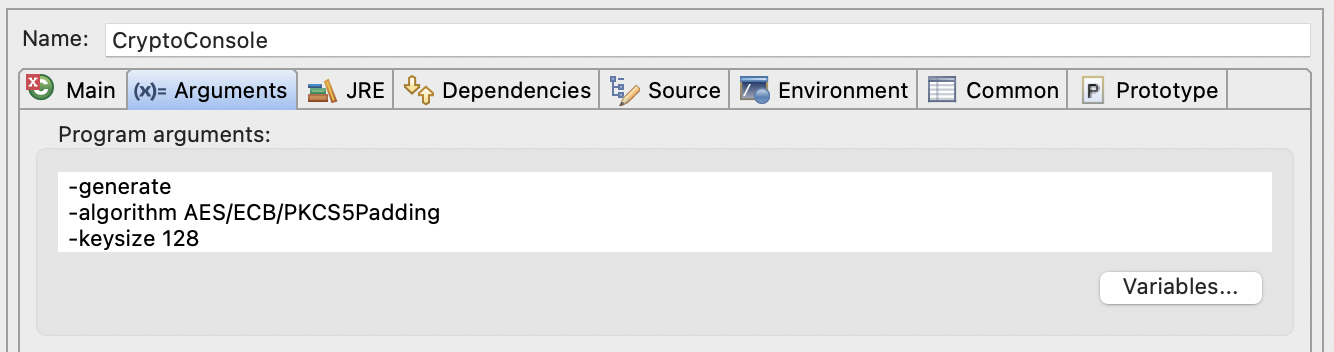 Name: CryptoConsole
Main (x)= Arguments JRE Dependencies Source Environment Common P Prototype
Program arguments:
-generate
-algorithm AES/ECB/PKCS5Padding
-keysize 128
Variables...